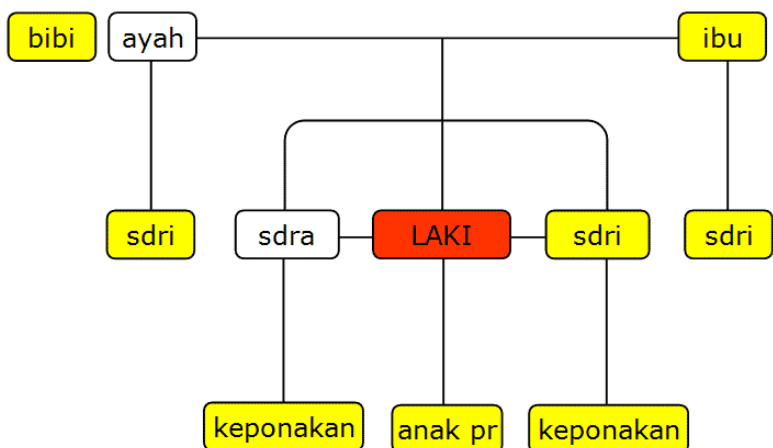 bibi
ayah
ibu
sdri
sdra
LAKI
sdri
sdri
keponakan
anak pr
keponakan